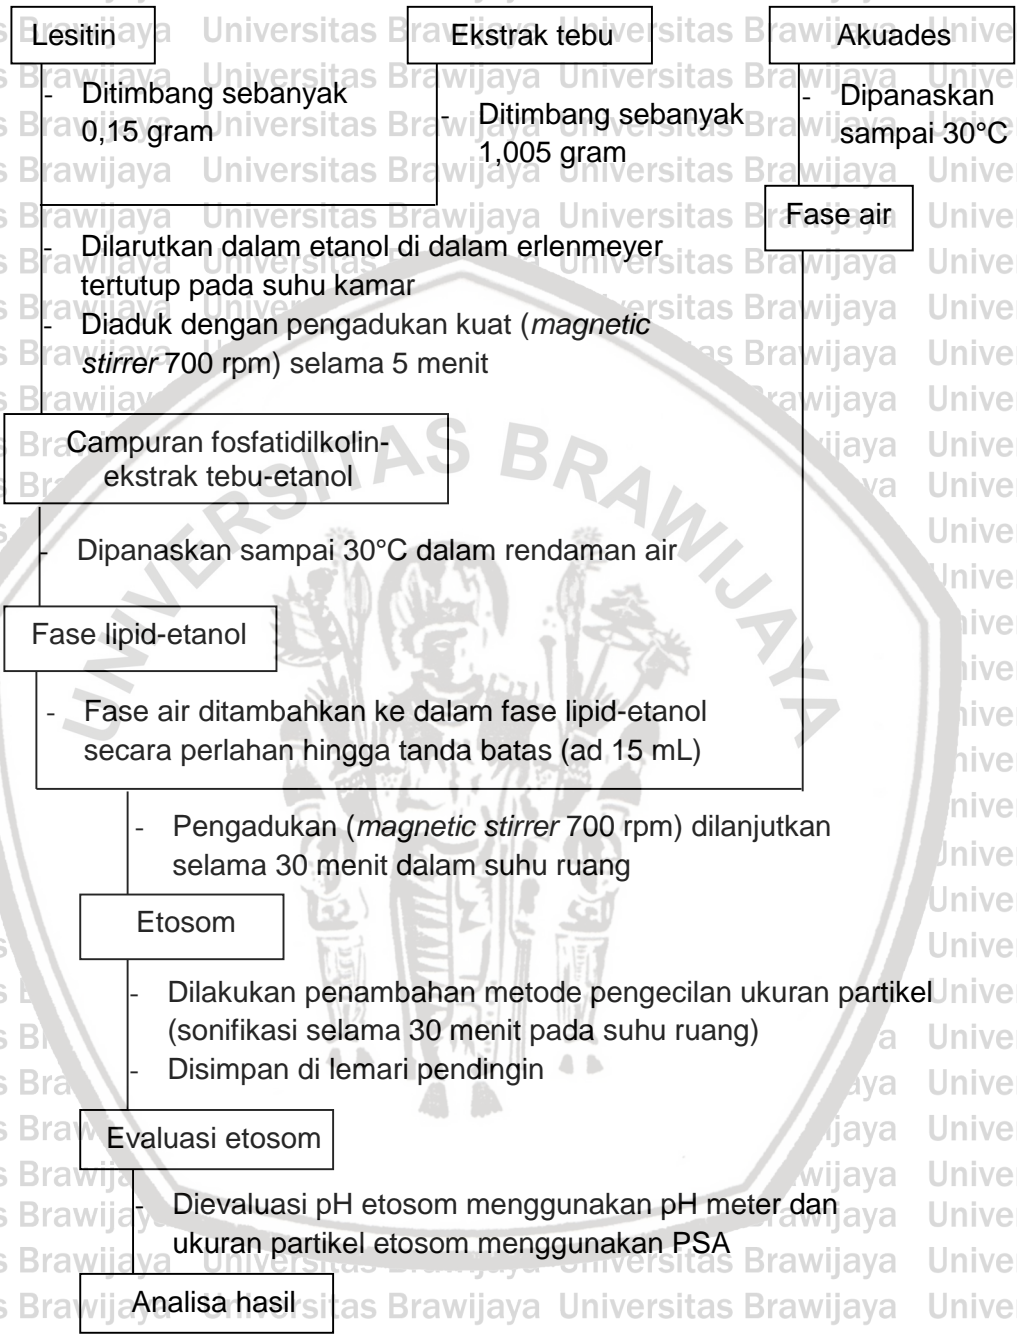 Lesitin
Ekstrak tebu
Akuades
- Ditimbang sebanyak
0,15 gram
- Ditimbang sebanyak
1,005 gram
- Dipanaskan
sampai 30°C
Fase air
- Dilarutkan dalam etanol di dalam erlenmeyer
tertutup pada suhu kamar
- Diaduk dengan pengadukan kuat (magnetic
stirrer 700 rpm) selama 5 menit
Campuran fosfatidilkolin-
ekstrak tebu-etanol
- Dipanaskan sampai 30°C dalam rendaman air
Fase lipid-etanol
- Fase air ditambahkan ke dalam fase lipid-etanol
secara perlahan hingga tanda batas (ad 15 mL)
- Pengadukan (magnetic stirrer 700 rpm) dilanjutkan
selama 30 menit dalam suhu ruang
Etosom
- Dilakukan penambahan metode pengecilan ukuran partikel
(sonifikasi selama 30 menit pada suhu ruang)
- Disimpan di lemari pendingin
Evaluasi etosom
- Dievaluasi pH etosom menggunakan pH meter dan
ukuran partikel etosom menggunakan PSA
Analisa hasil
UNIVERSITAS BRAWIJAYA